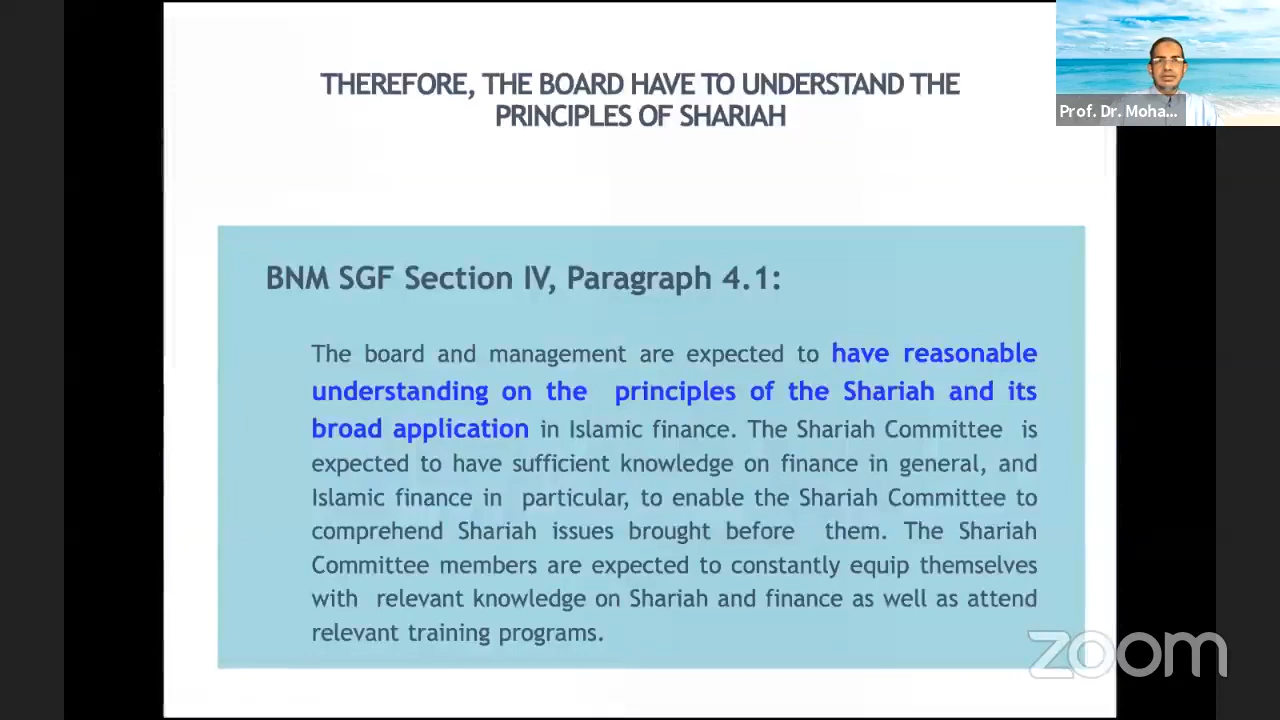 THEREFORE, THE BOARD HAVE TO UNDERSTAND THE
PRINCIPLES OF SHARIAH
Prof. Dr. Moha...
BNM SGF Section IV, Paragraph 4.1:
The board and management are expected to have reasonable
understanding on the principles of the Shariah and its
broad application in Islamic finance. The Shariah Committee is
expected to have sufficient knowledge on finance in general, and
Islamic finance in particular, to enable the Shariah Committee to
comprehend Shariah issues brought before them. The Shariah
Committee members are expected to constantly equip themselves
with relevant knowledge on Shariah and finance as well as attend
relevant training programs.
zoom